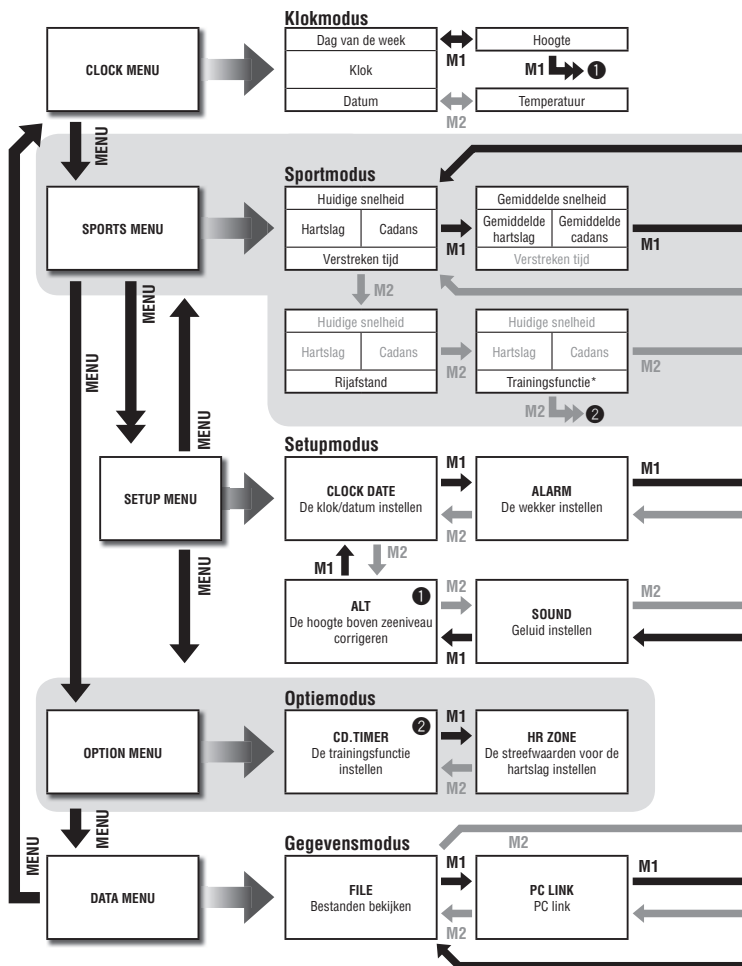 Klokmodus
CLOCK MENU
Dag van de week
Klok
Datum
M1
Hoogte
M1 ❶
Temperatuur
M2
MENU
Sportmodus
SPORTS MENU
Huidige snelheid
Hartslag
Cadans
Verstreken tijd
M1
Gemiddelde snelheid
Gemiddelde
hartslag
Gemiddelde
cadans
Verstreken tijd
M1
M2
Huidige snelheid
Hartslag
Cadans
Rijafstand
M2
Huidige snelheid
Hartslag
Cadans
Trainingsfunctie*
M2
M2 ❷
MENU
MENU
MENU
Setupmodus
SETUP MENU
CLOCK DATE
De klok/datum instellen
M1
M2
ALARM
De wekker instellen
M1
M1
M2
ALT ❶
De hoogte boven zeeniveau
corrigeren
M2
M1
SOUND
Geluid instellen
M2
MENU
Optiemodus
OPTION MENU
CD.TIMER ❷
De trainingsfunctie
instellen
M1
M2
HR ZONE
De streefwaarden voor de
hartslag instellen
MENU
MENU
Gegevensmodus
DATA MENU
FILE
Bestanden bekijken
M1
M2
M2
PC LINK
PC link
M1